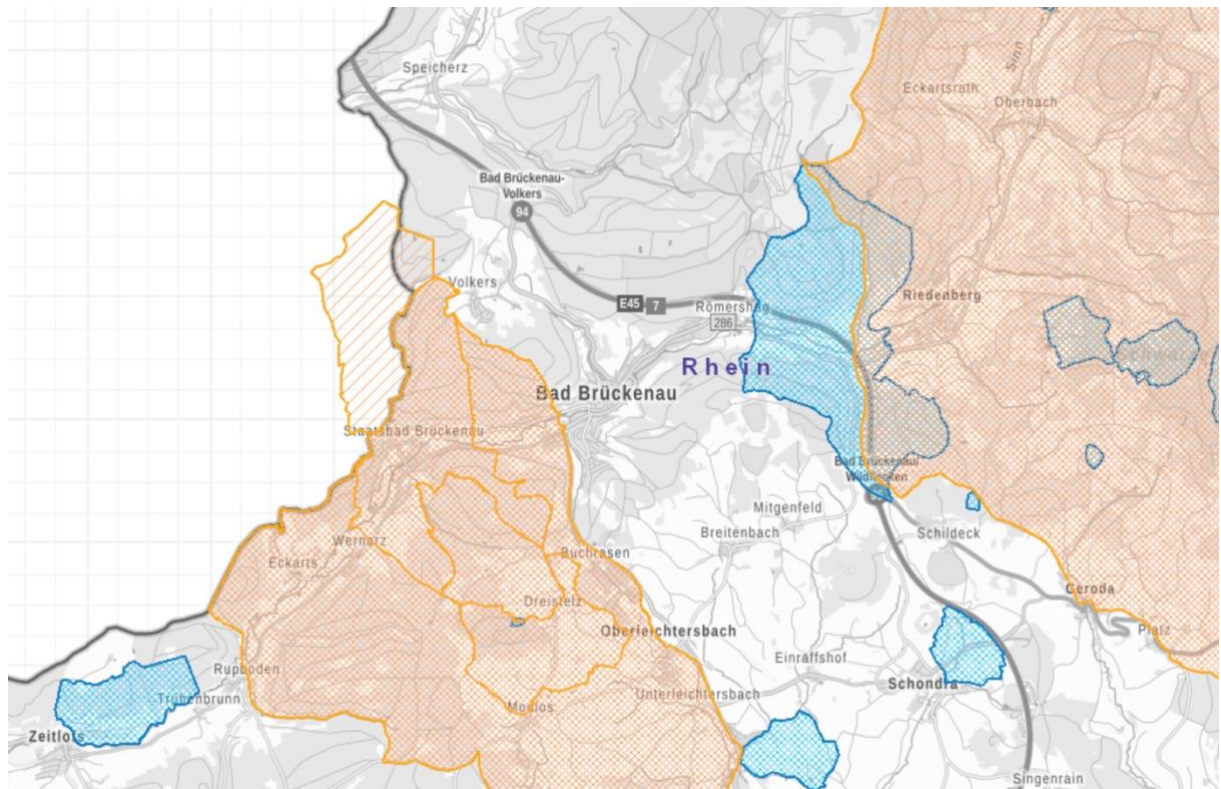 Speicherz
Eckartsroth
Sinn
Oberbach
Bad Brückenau-
Volkers
94
Volkers
E45
7
Römershag
286
Riedenberg
Rhein
Bad Brückenau
Staatsbad Brückenau
Bad Brückenau/
Wildflecken
Mitgenfeld
Breitenbach
Schildeck
Wernarz
Eckarts
Buchrasen
Geroda
Dreistelz
Oberleichtersbach
Platz
Einraffshof
Rupboden
Schondra
Unterleichtersbach
Trübenbrunn
Modlos
Zeitlofs
Singenrain